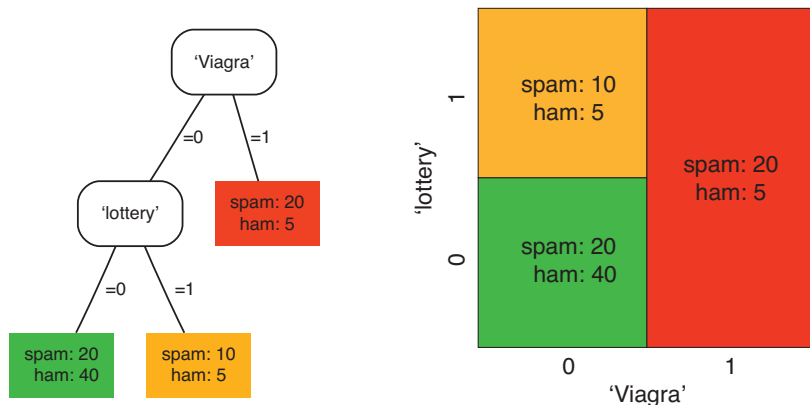 ‘Viagra’
=0
=1
‘lottery’
spam: 20
ham: 5
=0
=1
spam: 20
ham: 40
spam: 10
ham: 5
‘lottery’
1
0
spam: 10
ham: 5
spam: 20
ham: 5
spam: 20
ham: 40
0
1
‘Viagra’